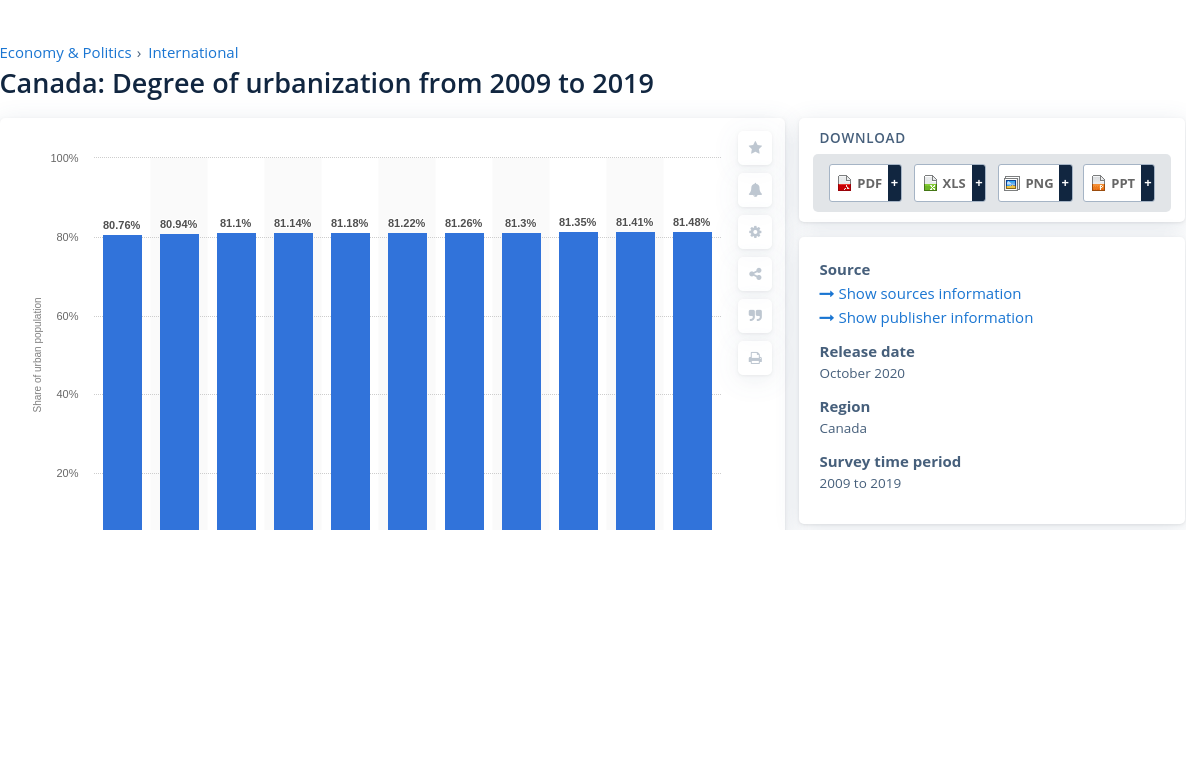 Economy & Politics › International
Canada: Degree of urbanization from 2009 to 2019
100%
80%
60%
40%
20%
Share of urban population
80.76%
80.94%
81.1%
81.14%
81.18%
81.22%
81.26%
81.3%
81.35%
81.41%
81.48%
DOWNLOAD
PDF +
XLS +
PNG +
PPT +
Source
Show sources information
Show publisher information
Release date
October 2020
Region
Canada
Survey time period
2009 to 2019